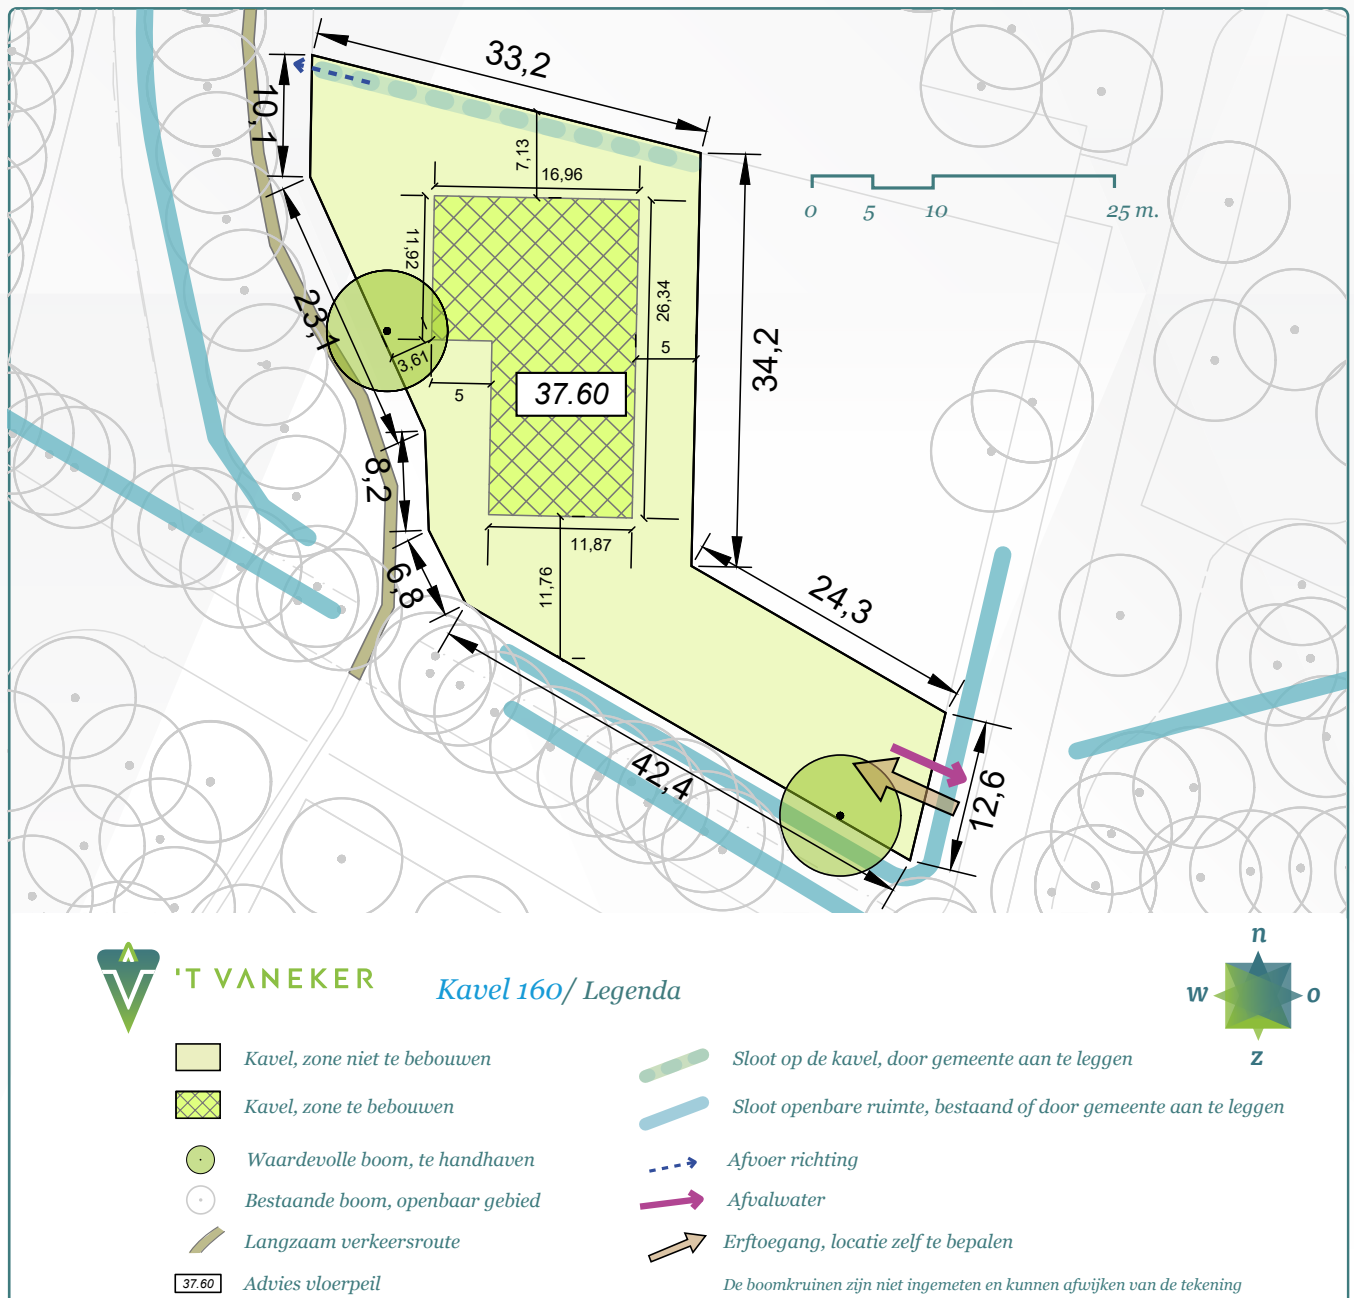 33,2
10,1
7,13
16,96
0 5 10 25 m.
11,92
23,1
26,34
34,2
3,61
5
5
37.60
8,2
11,87
6,8
11,76
24,3
42,4
12,6
n
w o
z
'T VANEKER
Kavel 160/ Legenda
Kavel, zone niet te bebouwen
Kavel, zone te bebouwen
Waardevolle boom, te handhaven
Bestaande boom, openbaar gebied
Langzaam verkeersroute
37.60 Advies vloerpeil
Sloot op de kavel, door gemeente aan te leggen
Sloot openbare ruimte, bestaand of door gemeente aan te leggen
Afvoer richting
Afvalwater
Erftoegang, locatie zelf te bepalen
De boomkruinen zijn niet ingemeten en kunnen afwijken van de tekening